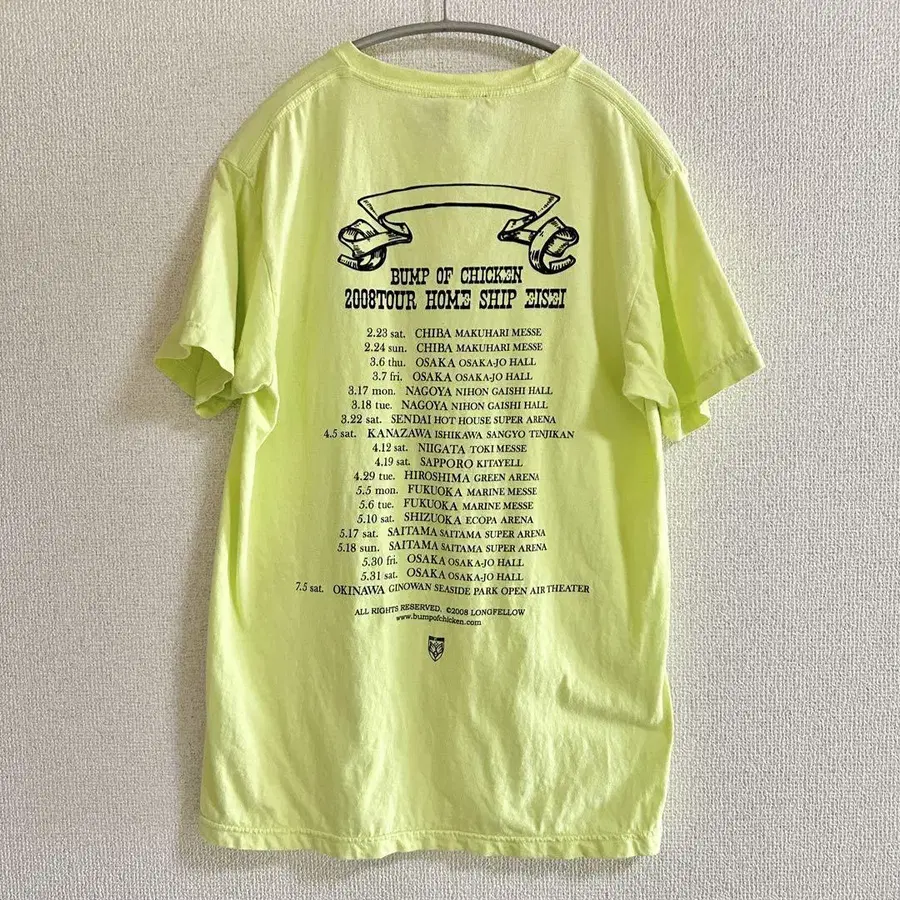 BUMP OF CHICKEN
2008TOUR HOME SHIP EISEI
2.23 sat. CHIBA MAKUHARI MESSE
2.24 sun. CHIBA MAKUHARI MESSE
3.6 thu. OSAKA OSAKA-JO HALL
3.7 fri. OSAKA OSAKA-JO HALL
3.17 mon. NAGOYA NIHON GAISHI HALL
3.18 tue. NAGOYA NIHON GAISHI HALL
3.22 sat. SENDAI HOT HOUSE SUPER ARENA
4.5 sat. KANAZAWA ISHIKAWA SANGYO TENJIKAN
4.12 sat. NIIGATA TOKI MESSE
4.19 sat. SAPPORO KITAYELL
4.29 tue. HIROSHIMA GREEN ARENA
5.5 mon. FUKUOKA MARINE MESSE
5.6 tue. FUKUOKA MARINE MESSE
5.10 sat. SHIZUOKA ECOPA ARENA
5.17 sat. SAITAMA SAITAMA SUPER ARENA
5.18 sun. SAITAMA SAITAMA SUPER ARENA
5.30 fri. OSAKA OSAKA-JO HALL
5.31 sat. OSAKA OSAKA-JO HALL
7.5 sat. OKINAWA GINOWAN SEASIDE PARK OPEN AIR THEATER
ALL RIGHTS RESERVED. ©2008 LONGFELLOW
www.bumpofchicken.com